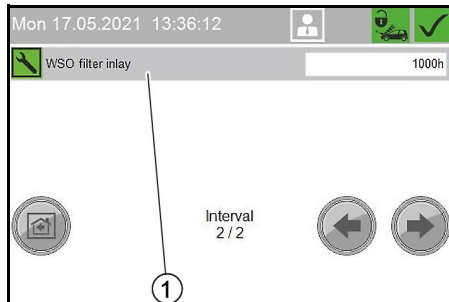 Mon 17.05.2021 13:36:12
WSO filter inlay 1000h
Interval
2 / 2
1